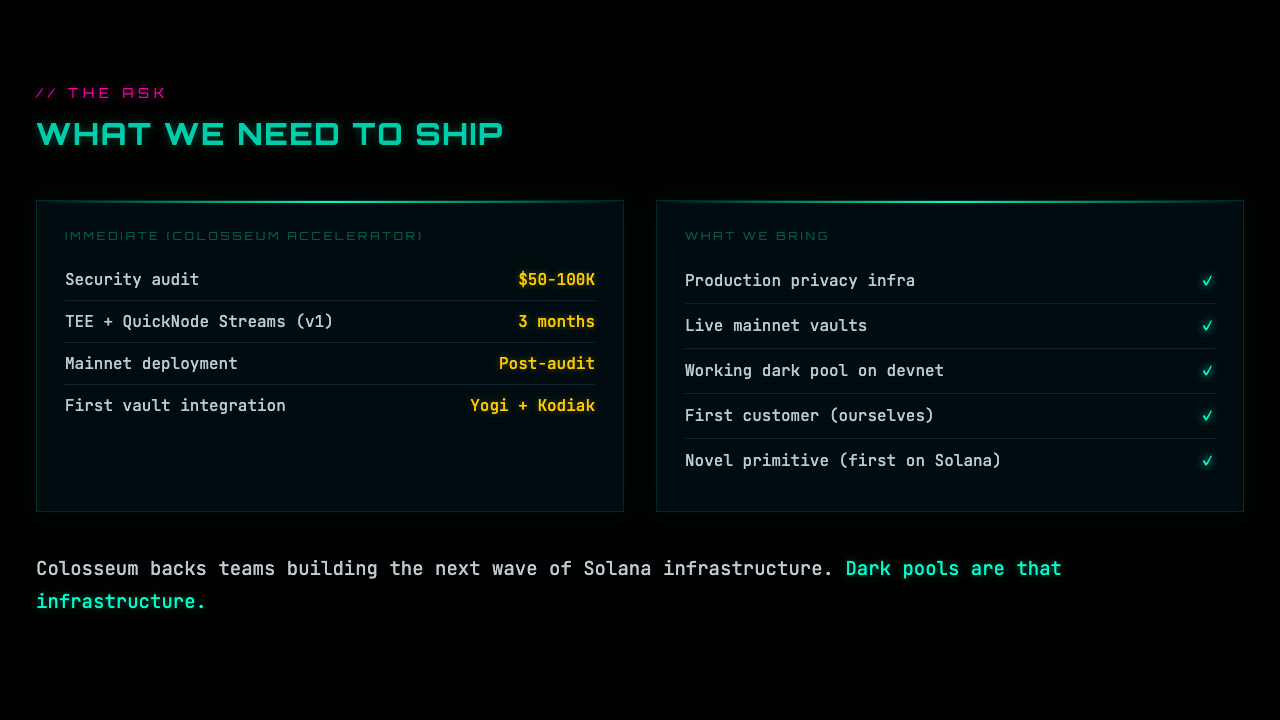 // THE ASK
WHAT WE NEED TO SHIP
IMMEDIATE (COLOSSEUM ACCELERATOR)
Security audit $50-100K
TEE + QuickNode Streams (v1) 3 months
Mainnet deployment Post-audit
First vault integration Yogi + Kodiak
WHAT WE BRING
Production privacy infra ✓
Live mainnet vaults ✓
Working dark pool on devnet ✓
First customer (ourselves) ✓
Novel primitive (first on Solana) ✓
Colosseum backs teams building the next wave of Solana infrastructure. Dark pools are that
infrastructure.